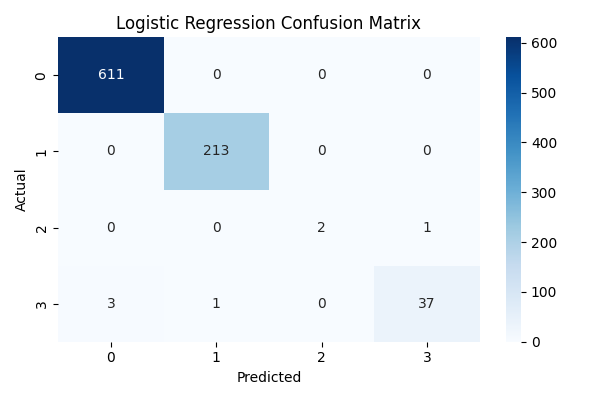 Logistic Regression Confusion Matrix
Actual
0
611 0 0 0
1
0 213 0 0
2
0 0 2 1
3
3 1 0 37
0 1 2 3
Predicted
600
500
400
300
200
100
0